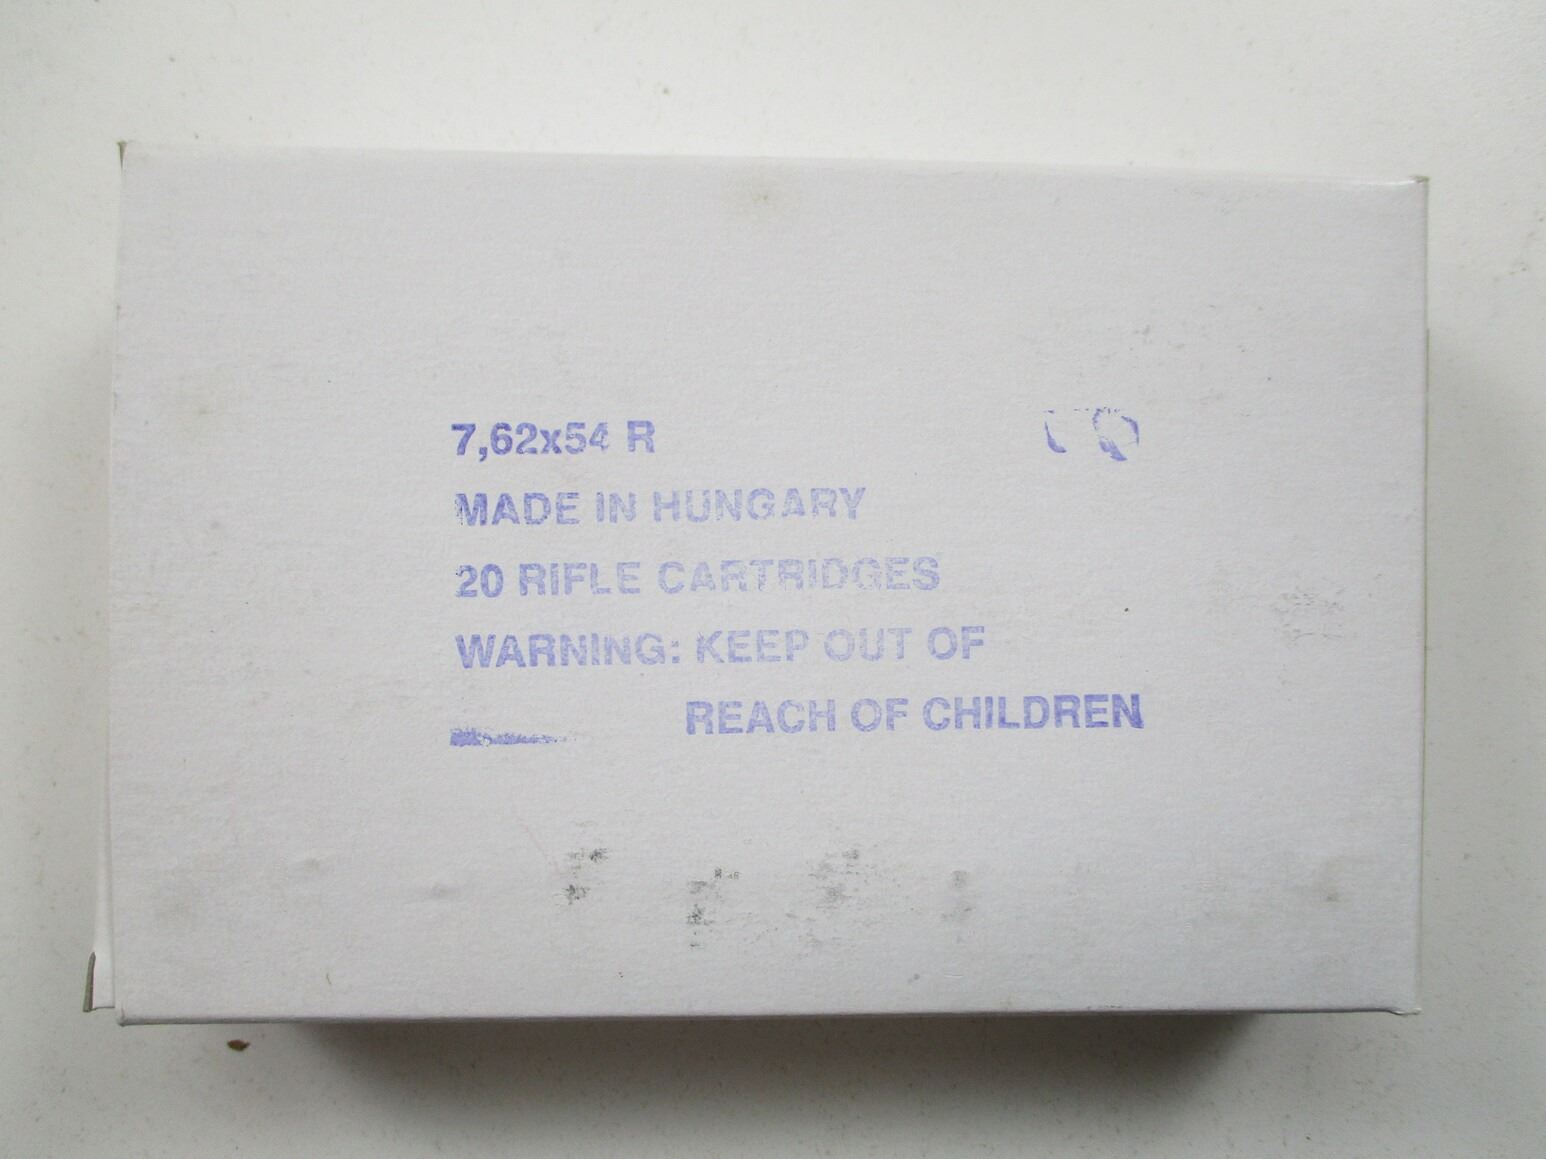 7,62x54 R
MADE IN HUNGARY
20 RIFLE CARTRIDGES
WARNING: KEEP OUT OF
REACH OF CHILDREN